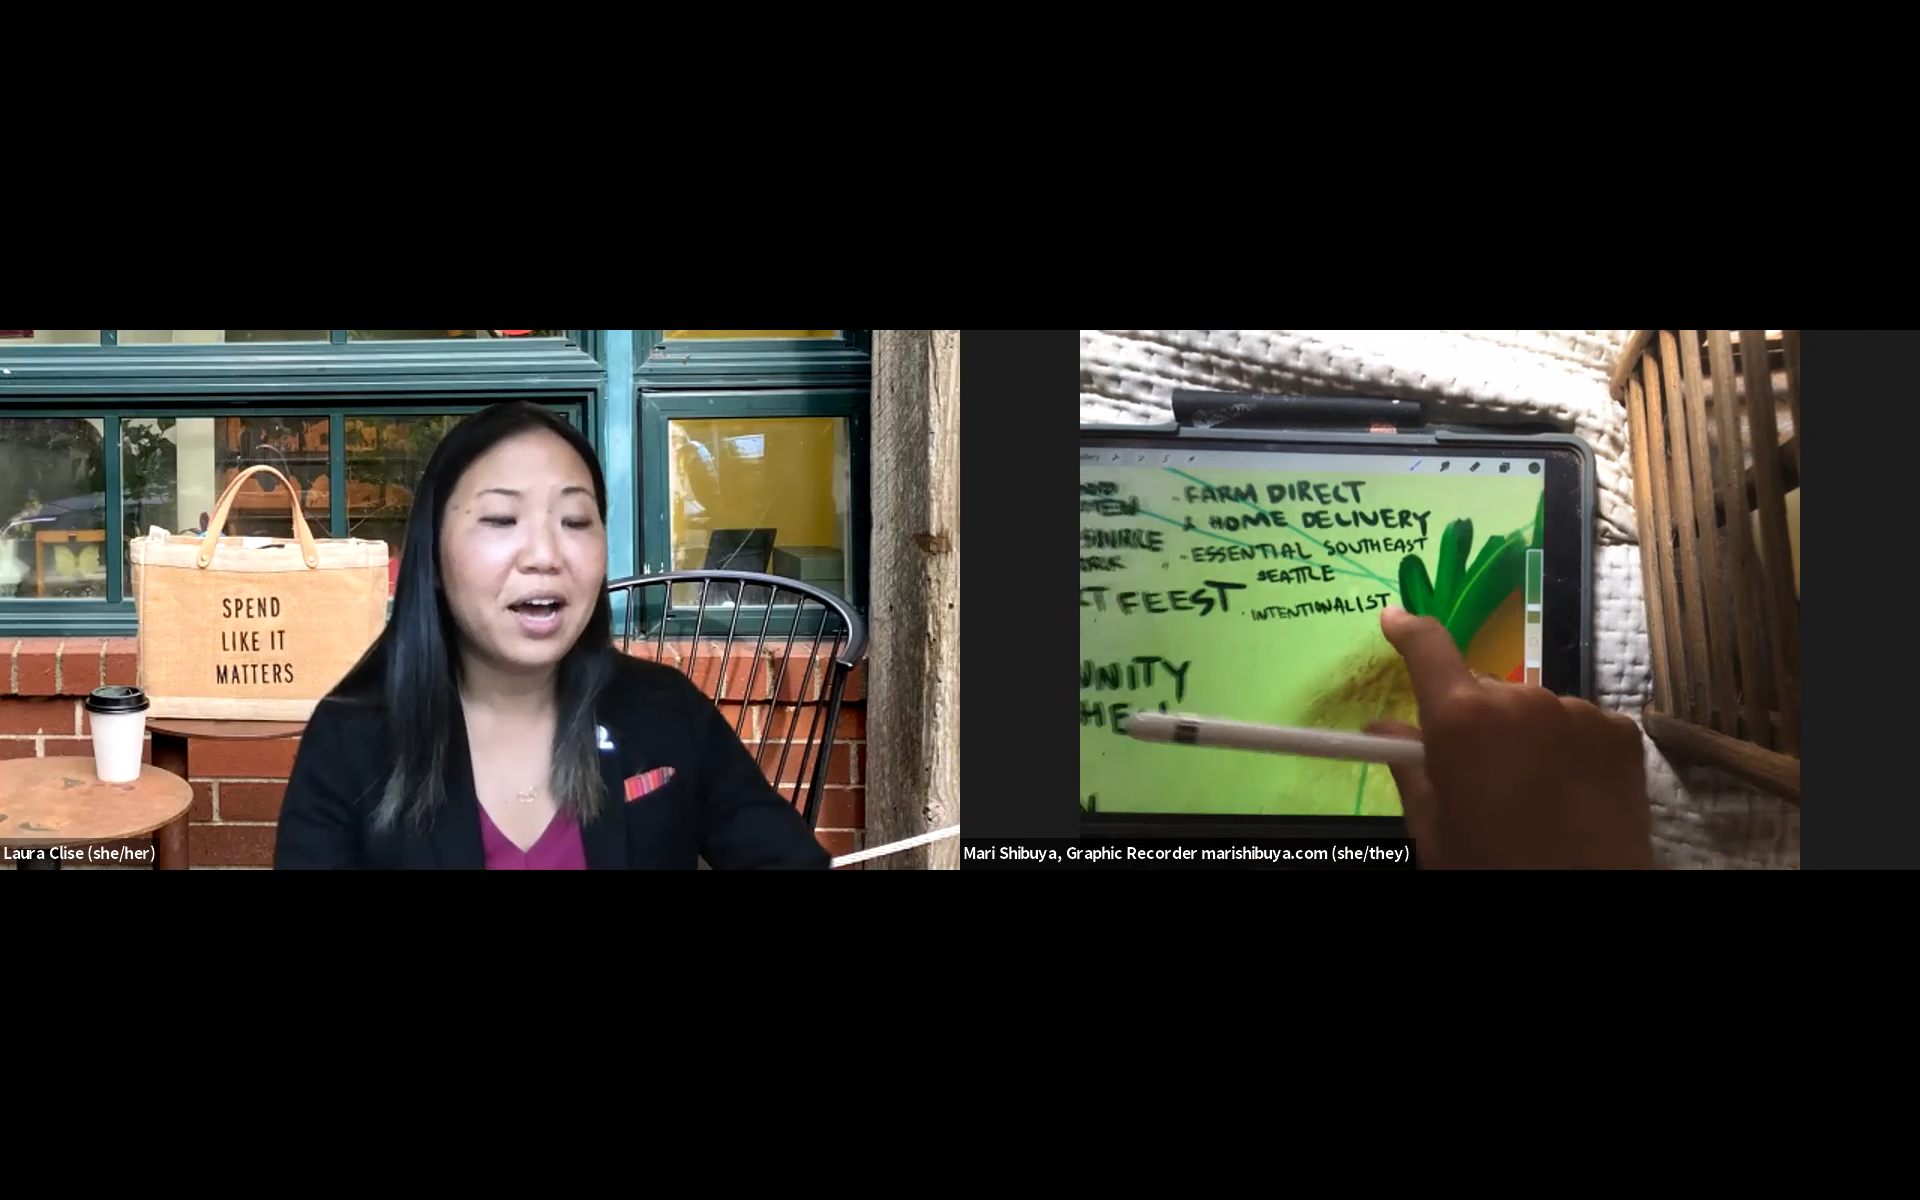 SPEND
LIKE IT
MATTERS
Laura Clise (she/her)
- FARM DIRECT
& HOME DELIVERY
- ESSENTIAL SOUTHEAST
SEATTLE
FEEST
INTENTIONALIST
Mari Shibuya, Graphic Recorder marishibuya.com (she/they)